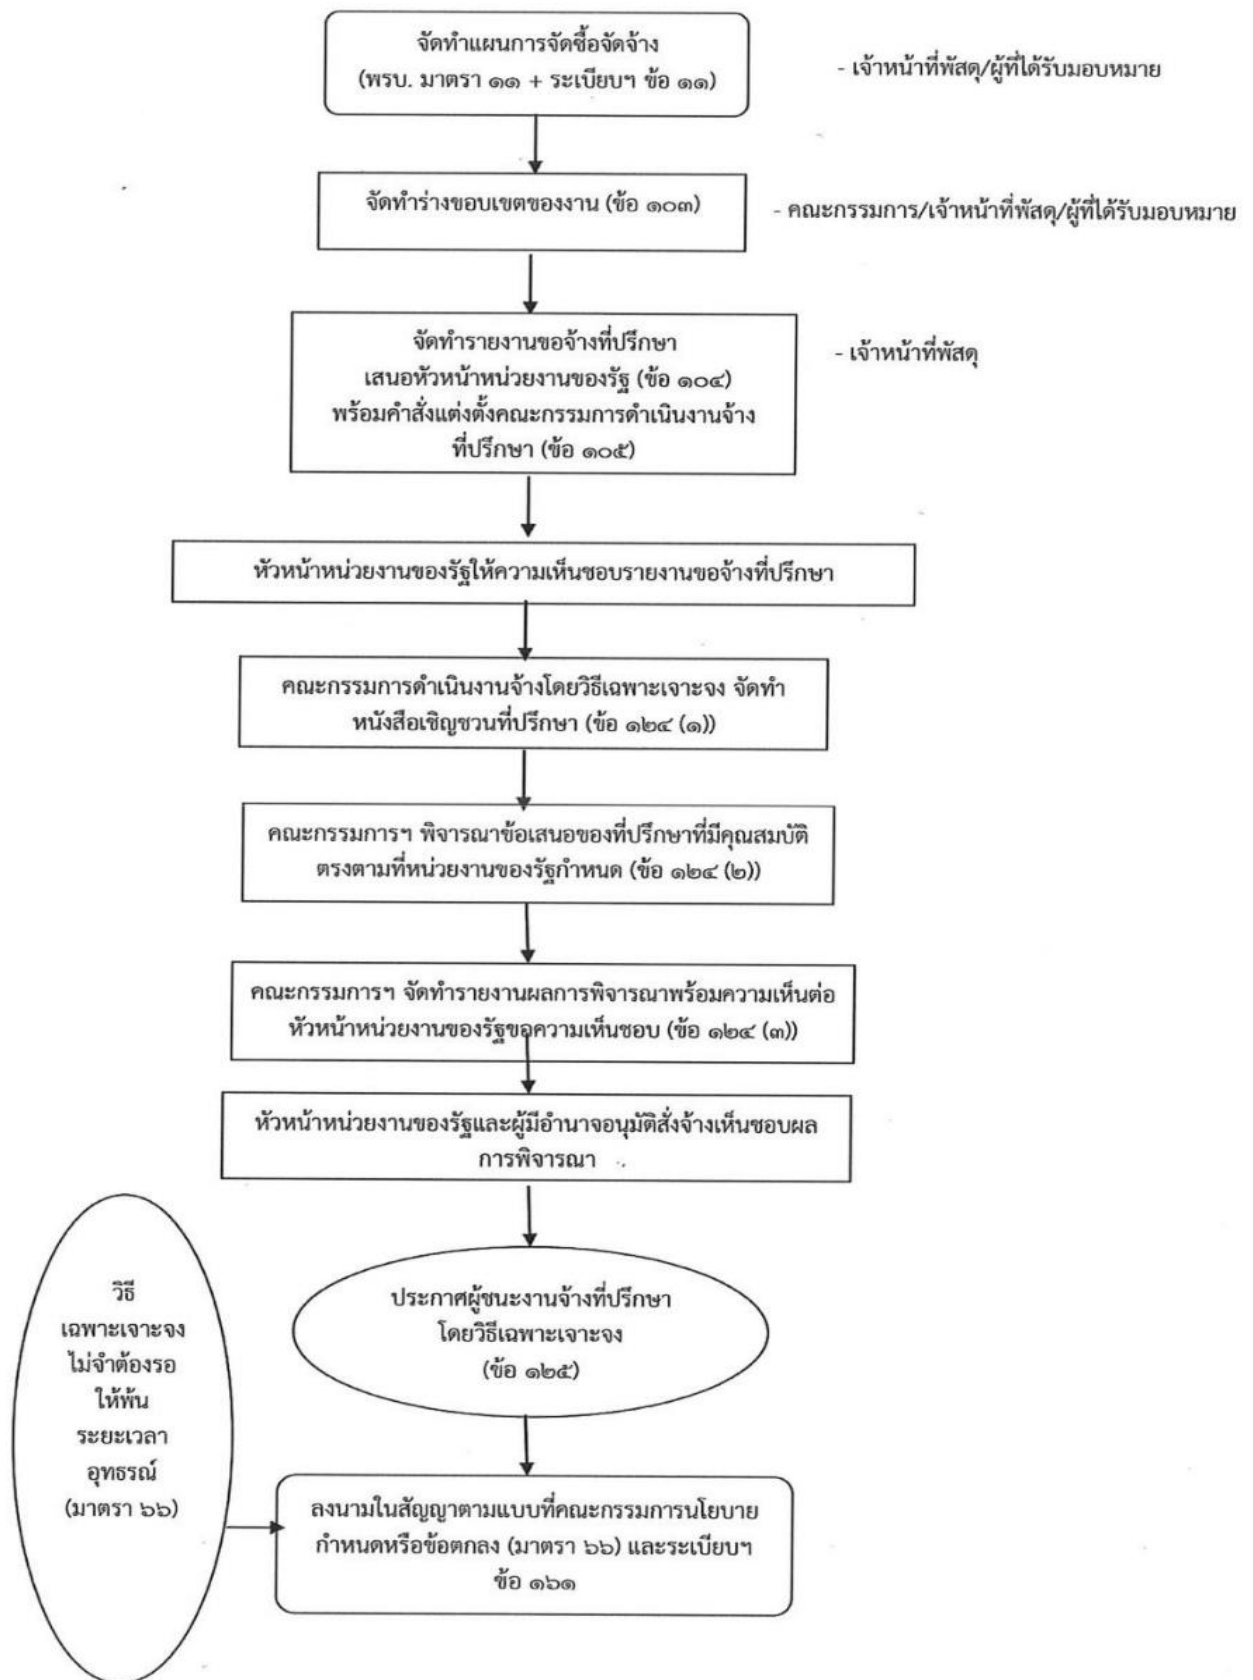 จัดทำแผนการจัดซื้อจัดจ้าง
(พรบ. มาตรา ๑๑ + ระเบียบฯ ข้อ ๑๑)
- เจ้าหน้าที่พัสดุ/ผู้ที่ได้รับมอบหมาย
จัดทำร่างขอบเขตของงาน (ข้อ ๑๐๓)
- คณะกรรมการ/เจ้าหน้าที่พัสดุ/ผู้ที่ได้รับมอบหมาย
จัดทำรายงานขอจ้างที่ปรึกษา
เสนอหัวหน้าหน่วยงานของรัฐ (ข้อ ๑๐๔)
พร้อมคำสั่งแต่งตั้งคณะกรรมการดำเนินงานจ้าง
ที่ปรึกษา (ข้อ ๑๐๕)
- เจ้าหน้าที่พัสดุ
หัวหน้าหน่วยงานของรัฐให้ความเห็นชอบรายงานขอจ้างที่ปรึกษา
คณะกรรมการดำเนินงานจ้างโดยวิธีเฉพาะเจาะจง จัดทำ
หนังสือเชิญชวนที่ปรึกษา (ข้อ ๑๒๔ (๑))
คณะกรรมการฯ พิจารณาข้อเสนอของที่ปรึกษาที่มีคุณสมบัติ
ตรงตามที่หน่วยงานของรัฐกำหนด (ข้อ ๑๒๔ (๒))
คณะกรรมการฯ จัดทำรายงานผลการพิจารณาพร้อมความเห็นต่อ
หัวหน้าหน่วยงานของรัฐขอความเห็นชอบ (ข้อ ๑๒๔ (๓))
หัวหน้าหน่วยงานของรัฐและผู้มีอำนาจอนุมัติสั่งจ้างเห็นชอบผล
การพิจารณา
ประกาศผู้ชนะงานจ้างที่ปรึกษา
โดยวิธีเฉพาะเจาะจง
(ข้อ ๑๒๕)
วิธี
เฉพาะเจาะจง
ไม่จำต้องรอ
ให้พ้น
ระยะเวลา
อุทธรณ์
(มาตรา ๖๖)
ลงนามในสัญญาตามแบบที่คณะกรรมการนโยบาย
กำหนดหรือข้อตกลง (มาตรา ๖๖) และระเบียบฯ
ข้อ ๑๖๑